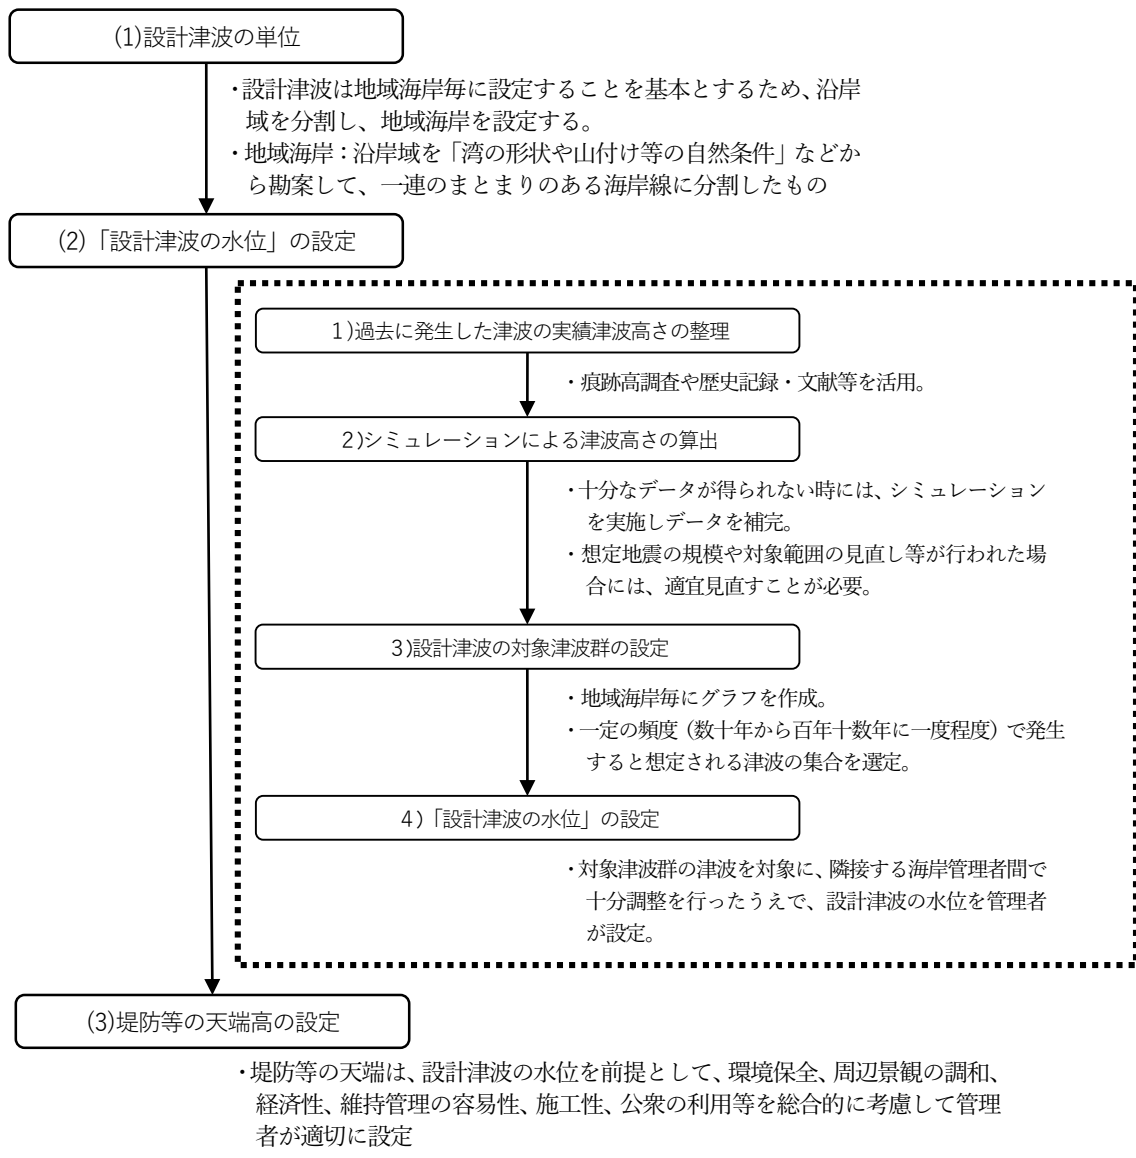 (1)設計津波の単位
・設計津波は地域海岸毎に設定することを基本とするため、沿岸
域を分割し、地域海岸を設定する。
・地域海岸：沿岸域を「湾の形状や山付け等の自然条件」などか
ら勘案して、一連のまとまりのある海岸線に分割したもの
(2)「設計津波の水位」の設定
１)過去に発生した津波の実績津波高さの整理
・痕跡高調査や歴史記録・文献等を活用。
２)シミュレーションによる津波高さの算出
・十分なデータが得られない時には、シミュレーション
を実施しデータを補完。
・想定地震の規模や対象範囲の見直し等が行われた場
合には、適宜見直すことが必要。
３)設計津波の対象津波群の設定
・地域海岸毎にグラフを作成。
・一定の頻度（数十年から百年十数年に一度程度）で発生
すると想定される津波の集合を選定。
４)「設計津波の水位」の設定
・対象津波群の津波を対象に、隣接する海岸管理者間で
十分調整を行ったうえで、設計津波の水位を管理者
が設定。
(3)堤防等の天端高の設定
・堤防等の天端は、設計津波の水位を前提として、環境保全、周辺景観の調和、
経済性、維持管理の容易性、施工性、公衆の利用等を総合的に考慮して管理
者が適切に設定